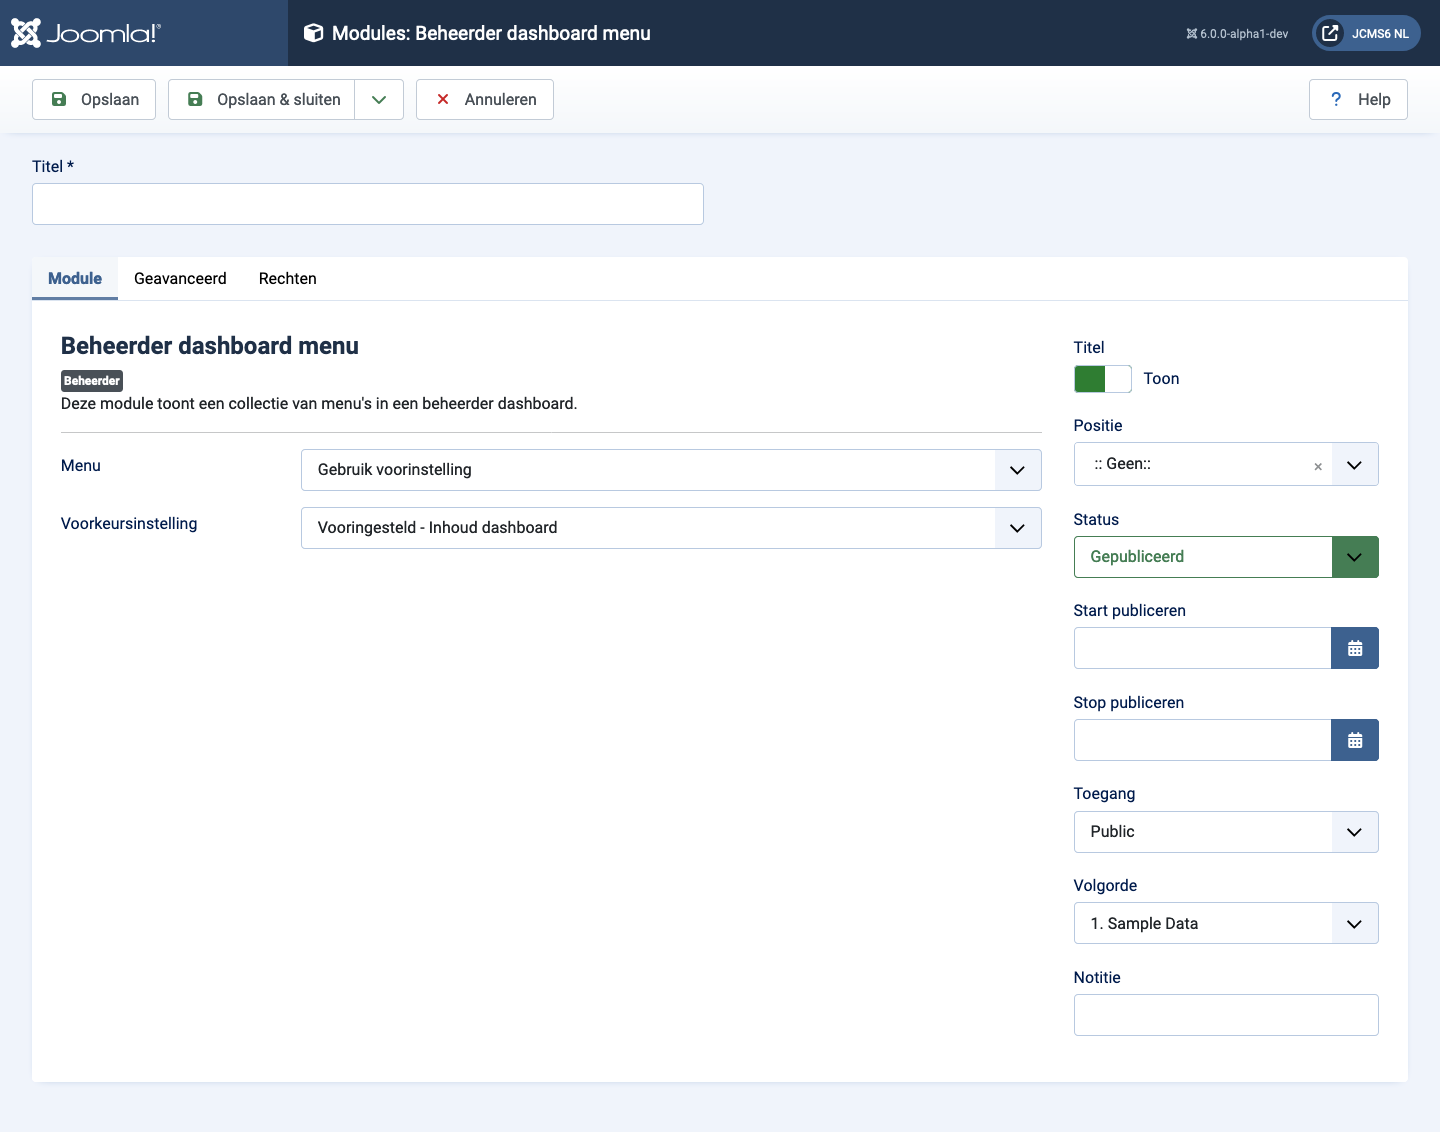 Joomla!®
Modules: Beheerder dashboard menu
6.0.0-alpha1-dev
JCMS6 NL
Opslaan
Opslaan & sluiten
Annuleren
? Help
Titel *
Module
Geavanceerd
Rechten
Beheerder dashboard menu
Beheerder
Deze module toont een collectie van menu's in een beheerder dashboard.
Menu
Gebruik voorinstelling
Voorkeursinstelling
Vooringesteld - Inhoud dashboard
Titel
Toon
Positie
:: Geen::
×
Status
Gepubliceerd
Start publiceren
Stop publiceren
Toegang
Public
Volgorde
1. Sample Data
Notitie